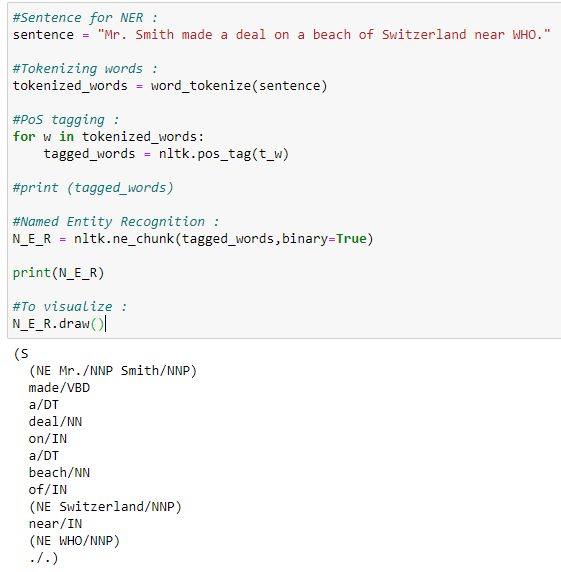 #Sentence for NER :
sentence = "Mr. Smith made a deal on a beach of Switzerland near WHO."
#Tokenizing words :
tokenized_words = word_tokenize(sentence)
#PoS tagging :
for w in tokenized_words:
    tagged_words = nltk.pos_tag(t_w)
#print (tagged_words)
#Named Entity Recognition :
N_E_R = nltk.ne_chunk(tagged_words,binary=True)
print(N_E_R)
#To visualize :
N_E_R.draw()
(S
  (NE Mr./NNP Smith/NNP)
  made/VBD
  a/DT
  deal/NN
  on/IN
  a/DT
  beach/NN
  of/IN
  (NE Switzerland/NNP)
  near/IN
  (NE WHO/NNP)
  ./.)